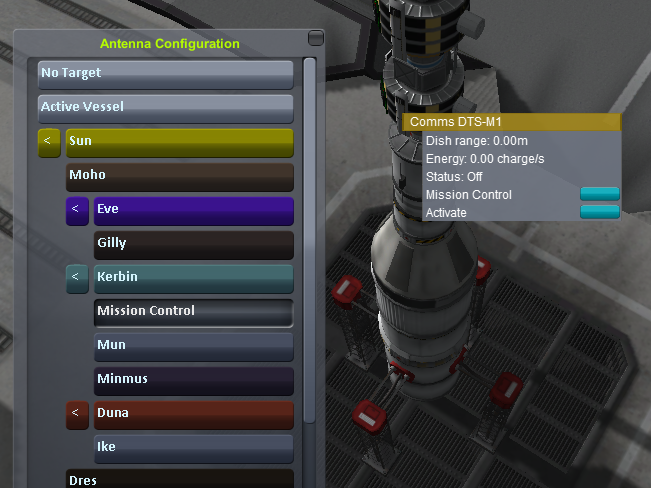 Antenna Configuration
No Target
Active Vessel
< Sun
Moho
< Eve
Gilly
< Kerbin
Mission Control
Mun
Minmus
< Duna
Ike
Dres
Comms DTS-M1
Dish range: 0.00m
Energy: 0.00 charge/s
Status: Off
Mission Control
Activate